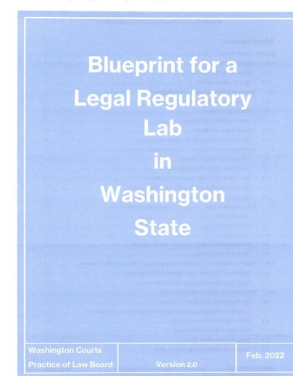 Blueprint for a
Legal Regulatory
Lab
in
Washington
State
Washington Courts
Practice of Law Board
Version 2.0
Feb. 2022